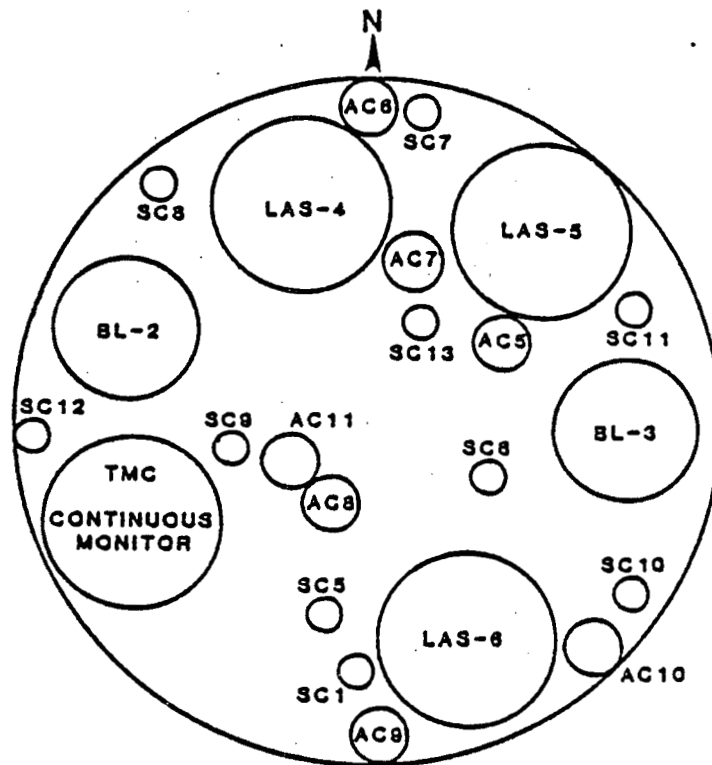 N
AC6
SC7
SC8
LAS-4
LAS-5
AC7
BL-2
SC13
AC5
SC11
SC12
SC9
AC11
BL-3
SC6
TMC
AC8
CONTINUOUS
MONITOR
SC10
SC5
LAS-6
SC1
AC10
AC9